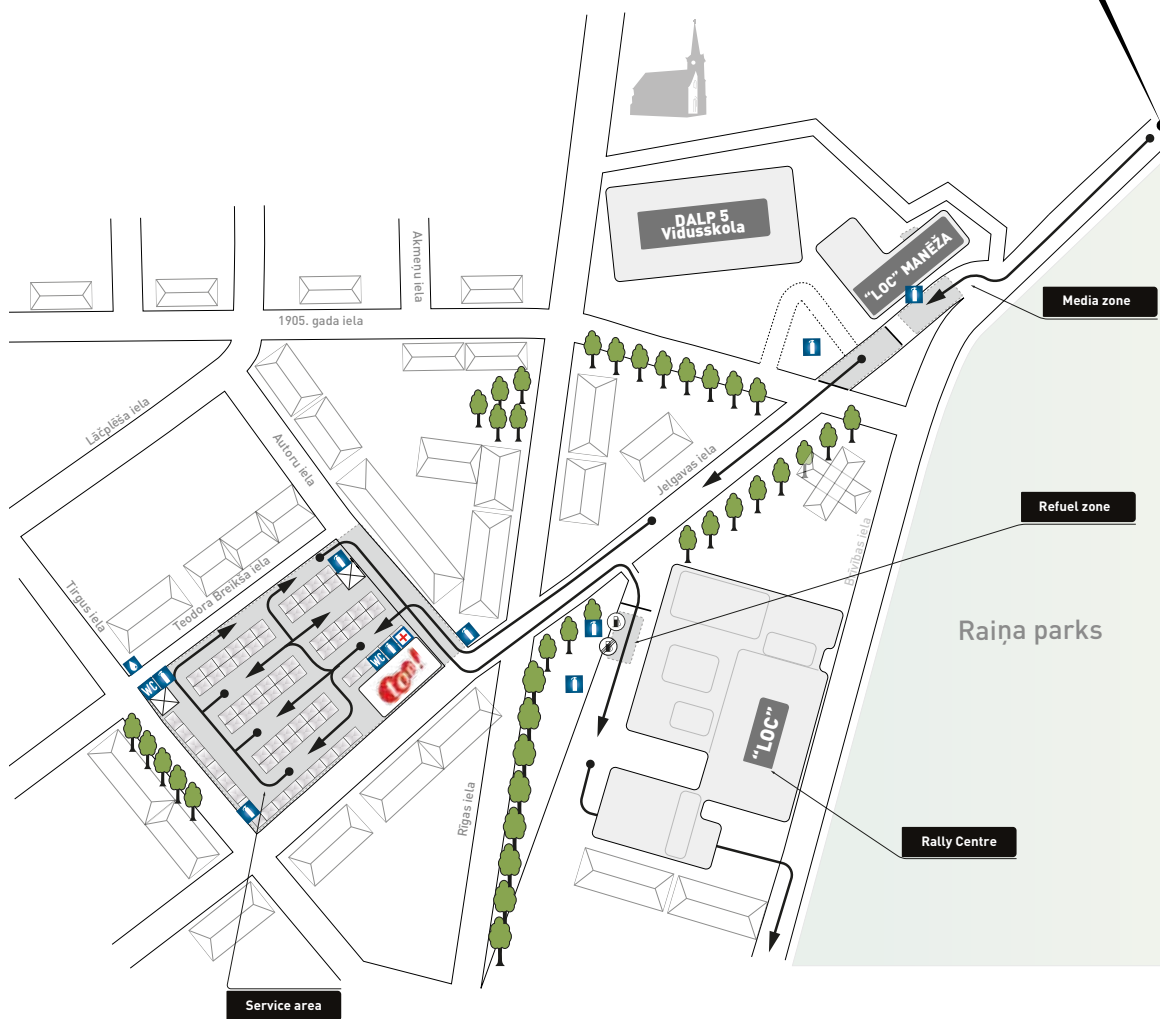 DALP 5
Vidusskola
"LOC" MANĒŽA
Media zone
Akmeņu iela
1905. gada iela
Lāčplēša iela
Autoru iela
Jelgavas iela
Refuel zone
Brīvības iela
Tirgus iela
Teodora Breikša iela
WC
WC
top!
Raiņa parks
"LOC"
Rīgas iela
Rally Centre
Service area